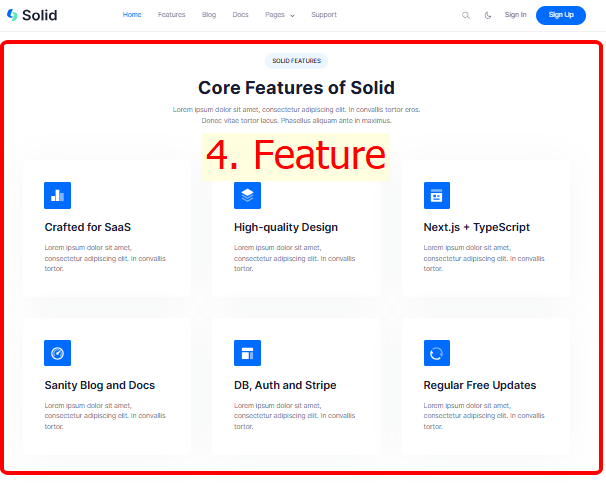 Solid Home Features Blog Docs Pages Support Sign In Sign Up
SOLID FEATURES
Core Features of Solid
Lorem ipsum dolor sit amet, consectetur adipiscing elit. In convallis tortor eros.
Donec vitae tortor lacus. Phasellus aliquam ante in maximus.
4. Feature
Crafted for SaaS
Lorem ipsum dolor sit amet,
consectetur adipiscing elit. In convallis
tortor.
High-quality Design
Lorem ipsum dolor sit amet,
consectetur adipiscing elit. In convallis
tortor.
Next.js + TypeScript
Lorem ipsum dolor sit amet,
consectetur adipiscing elit. In convallis
tortor.
Sanity Blog and Docs
Lorem ipsum dolor sit amet,
consectetur adipiscing elit. In convallis
tortor.
DB, Auth and Stripe
Lorem ipsum dolor sit amet,
consectetur adipiscing elit. In convallis
tortor.
Regular Free Updates
Lorem ipsum dolor sit amet,
consectetur adipiscing elit. In convallis
tortor.